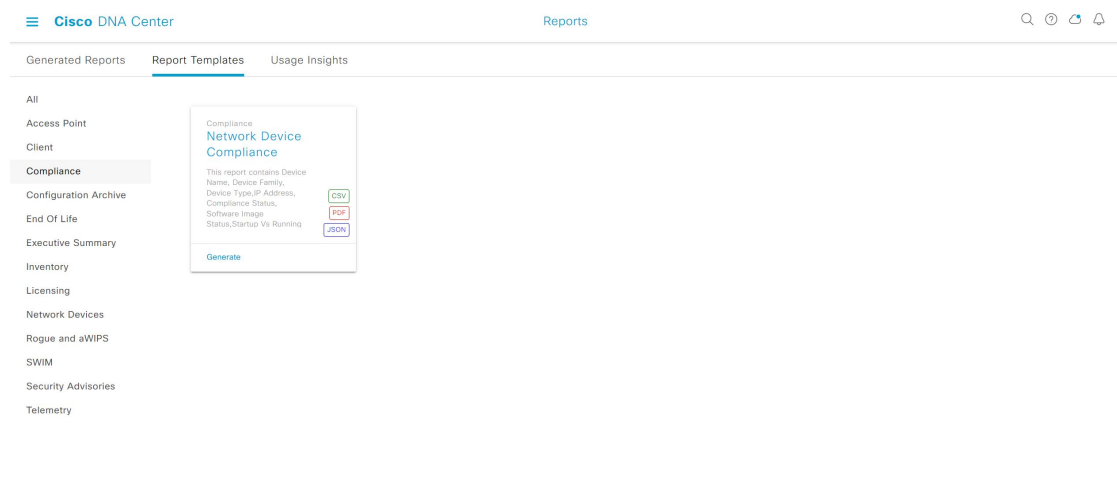 Cisco DNA Center
Reports
Generated Reports
Report Templates
Usage Insights
All
Access Point
Client
Compliance
Configuration Archive
End Of Life
Executive Summary
Inventory
Licensing
Network Devices
Rogue and aWIPS
SWIM
Security Advisories
Telemetry
Compliance
Network Device
Compliance
This report contains Device
Name, Device Family,
Device Type,IP Address,
Compliance Status,
Software Image
Status,Startup Vs Running
CSV
PDF
JSON
Generate